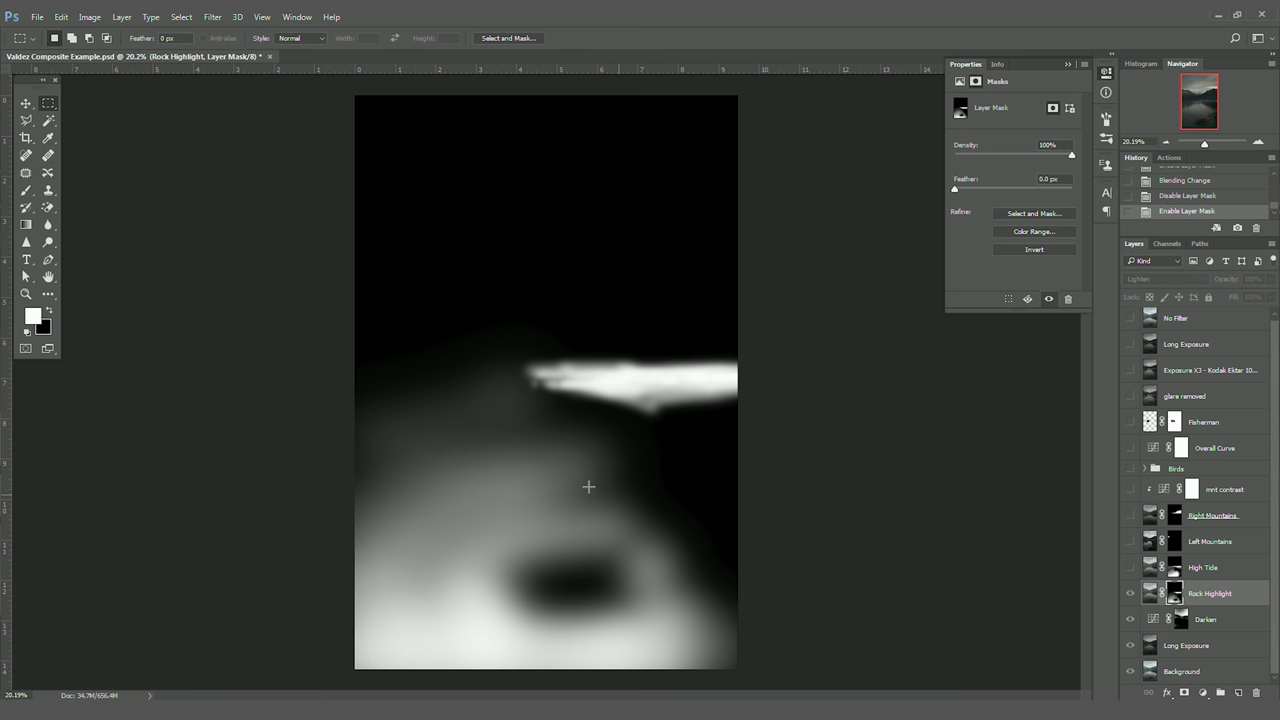 Ps File Edit Image Layer Type Select Filter 3D View Window Help
Feather: 0 px Anti-alias Style: Normal Width: Height: Select and Mask...
Valdez Composite Example.psd @ 20.2% (Rock Highlight, Layer Mask/8) *
Properties Info
Masks
Layer Mask
Density: 100%
Feather: 0.0 px
Refine: Select and Mask...
Color Range...
Invert
Histogram Navigator
20.19%
History Actions
Blending Change
Disable Layer Mask
Enable Layer Mask
Layers Channels Paths
Kind
Lighten Opacity: 100%
Lock: Fill: 100%
No Filter
Long Exposure
Exposure X3 - Kodak Ektar 10...
glare removed
Fisherman
Overall Curve
Birds
mnt contrast
Right Mountains
Left Mountains
High Tide
Rock Highlight
Darken
Long Exposure
Background
20.19% Doc: 34.7M/656.4M